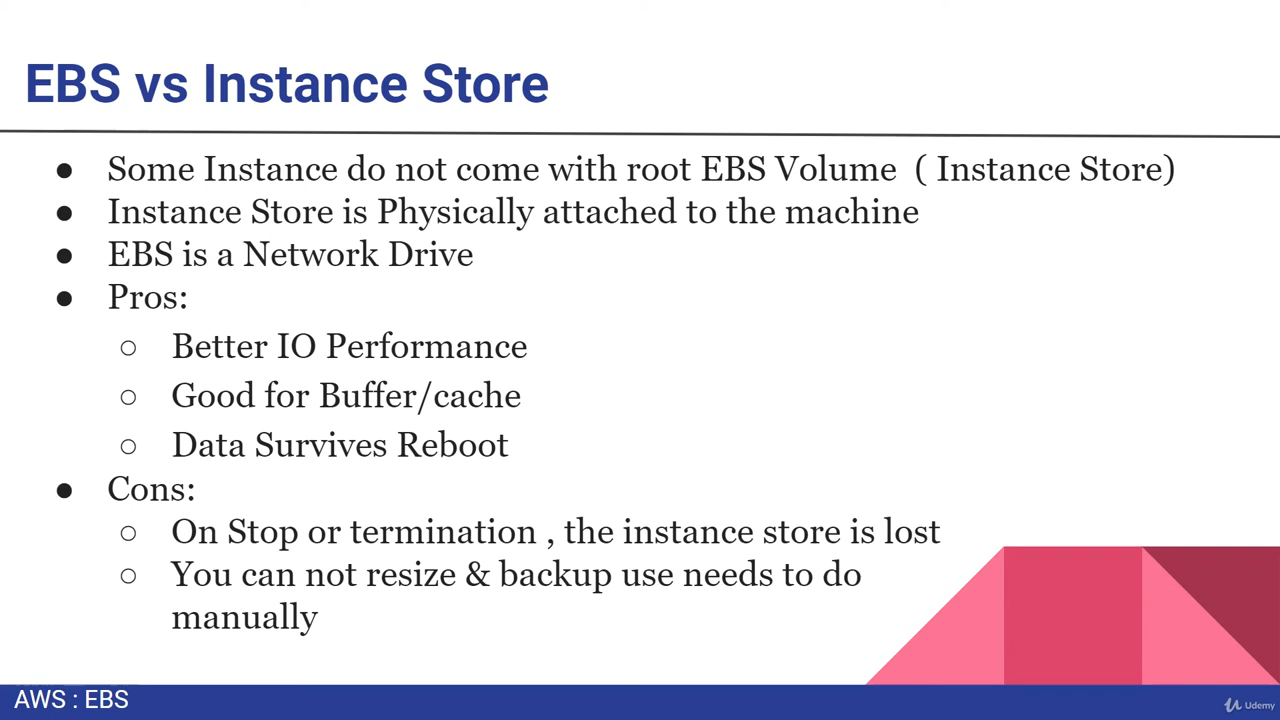 EBS vs Instance Store
● Some Instance do not come with root EBS Volume ( Instance Store)
● Instance Store is Physically attached to the machine
● EBS is a Network Drive
● Pros:
○ Better IO Performance
○ Good for Buffer/cache
○ Data Survives Reboot
● Cons:
○ On Stop or termination , the instance store is lost
○ You can not resize & backup use needs to do
manually
AWS : EBS
Udemy